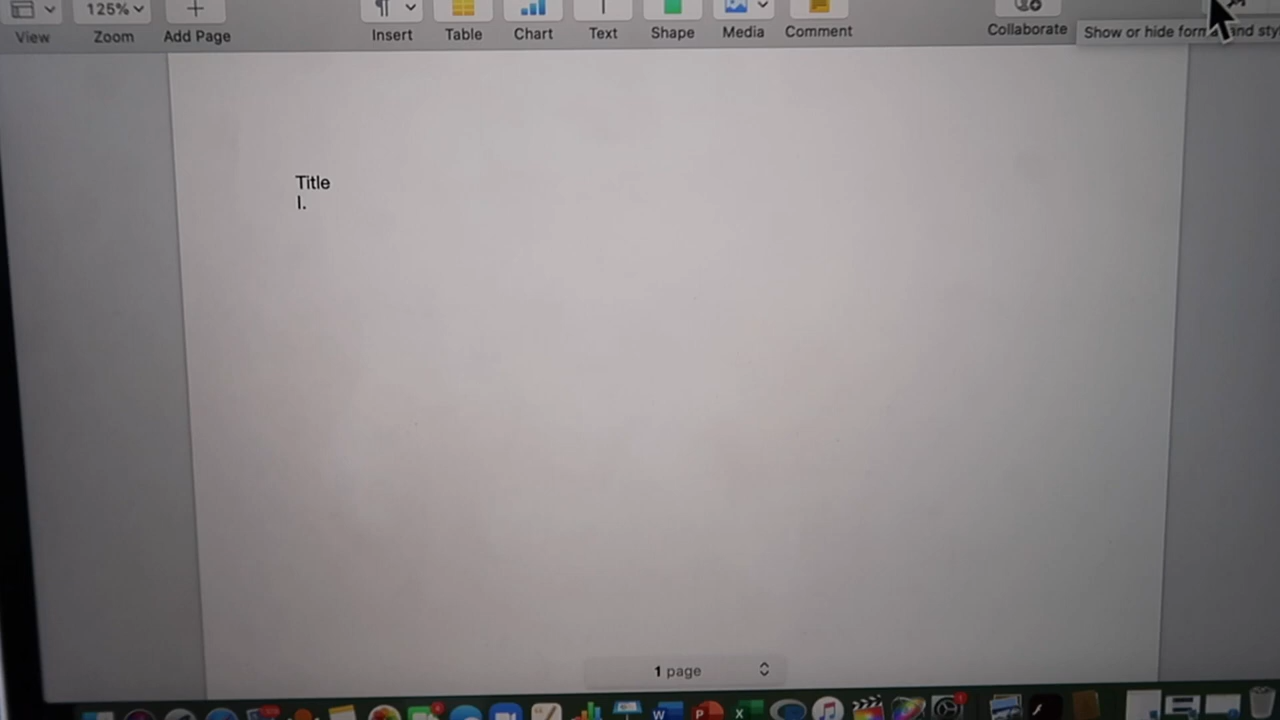 125%
View
Zoom
Add Page
Insert
Table
Chart
Text
Shape
Media
Comment
Collaborate
Show or hide and
Title
I.
1 page